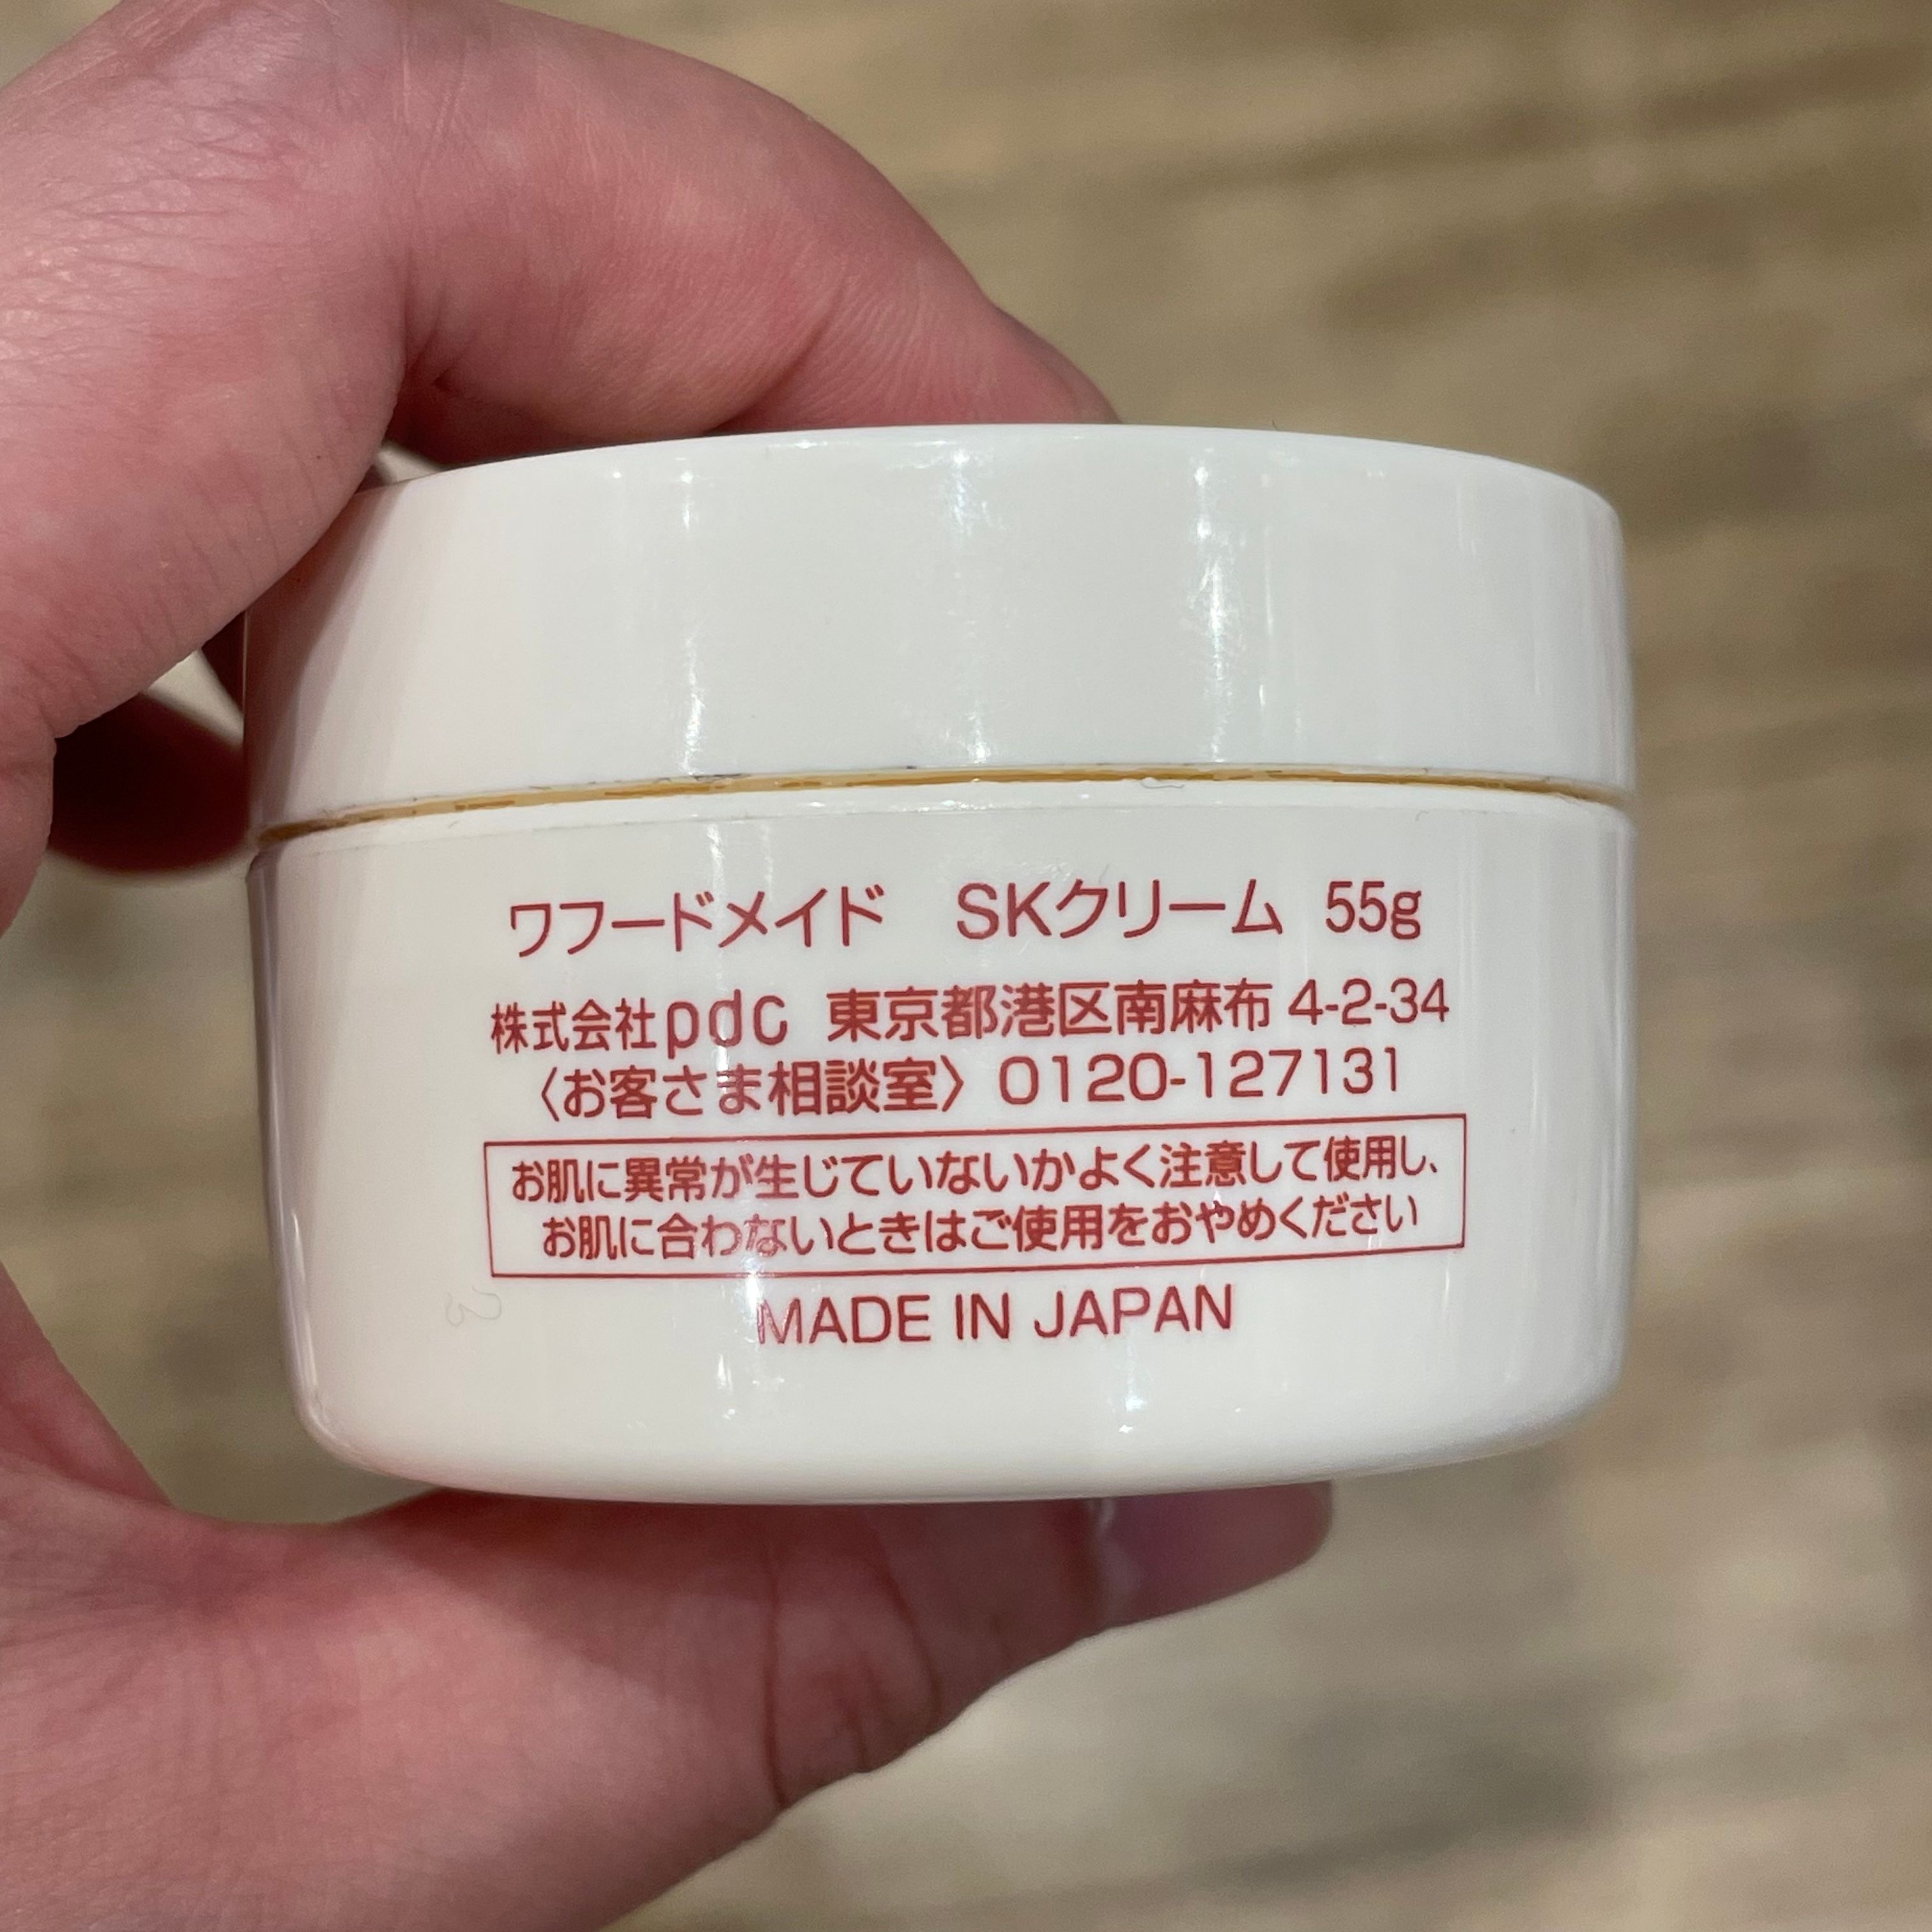 ワフードメイド　SKクリーム 55g
株式会社pdc 東京都港区南麻布 4-2-34
〈お客さま相談室〉0120-127131
お肌に異常が生じていないかよく注意して使用し、
お肌に合わないときはご使用をおやめください
MADE IN JAPAN